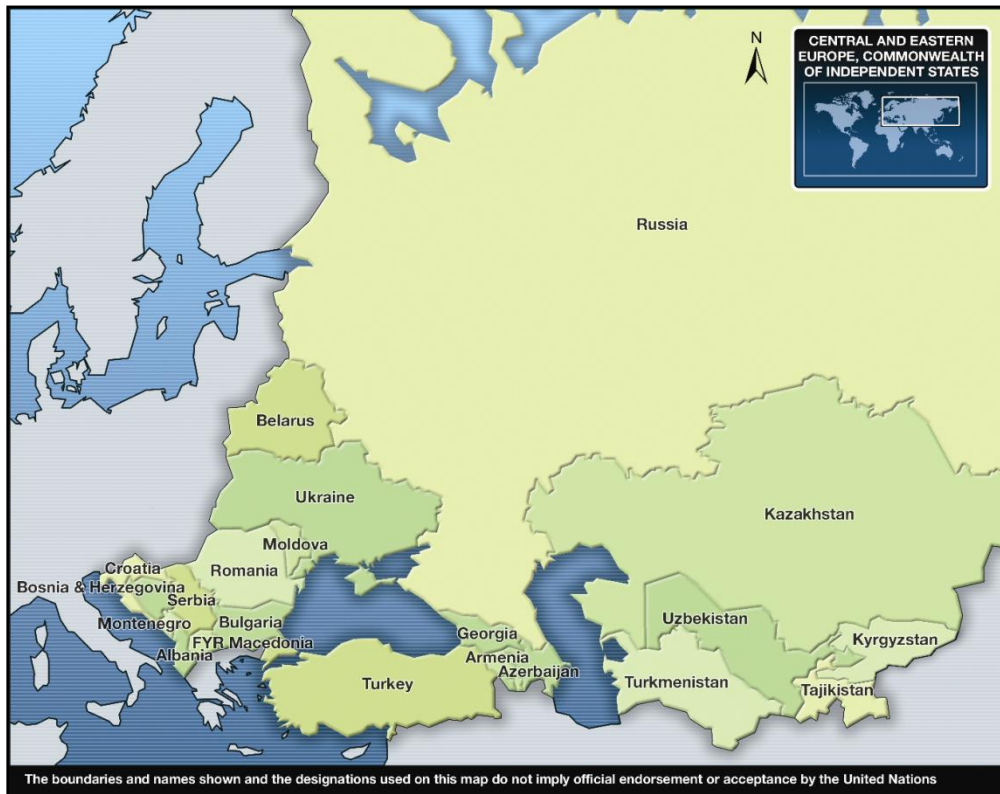 N
CENTRAL AND EASTERN
EUROPE, COMMONWEALTH
OF INDEPENDENT STATES
Russia
Belarus
Ukraine
Kazakhstan
Moldova
Croatia
Romania
Bosnia & Herzegovina
Serbia
Uzbekistan
Montenegro
Bulgaria
Georgia
Kyrgyzstan
FYR Macedonia
Albania
Armenia
Azerbaijan
Turkey
Turkmenistan
Tajikistan
The boundaries and names shown and the designations used on this map do not imply official endorsement or acceptance by the United Nations